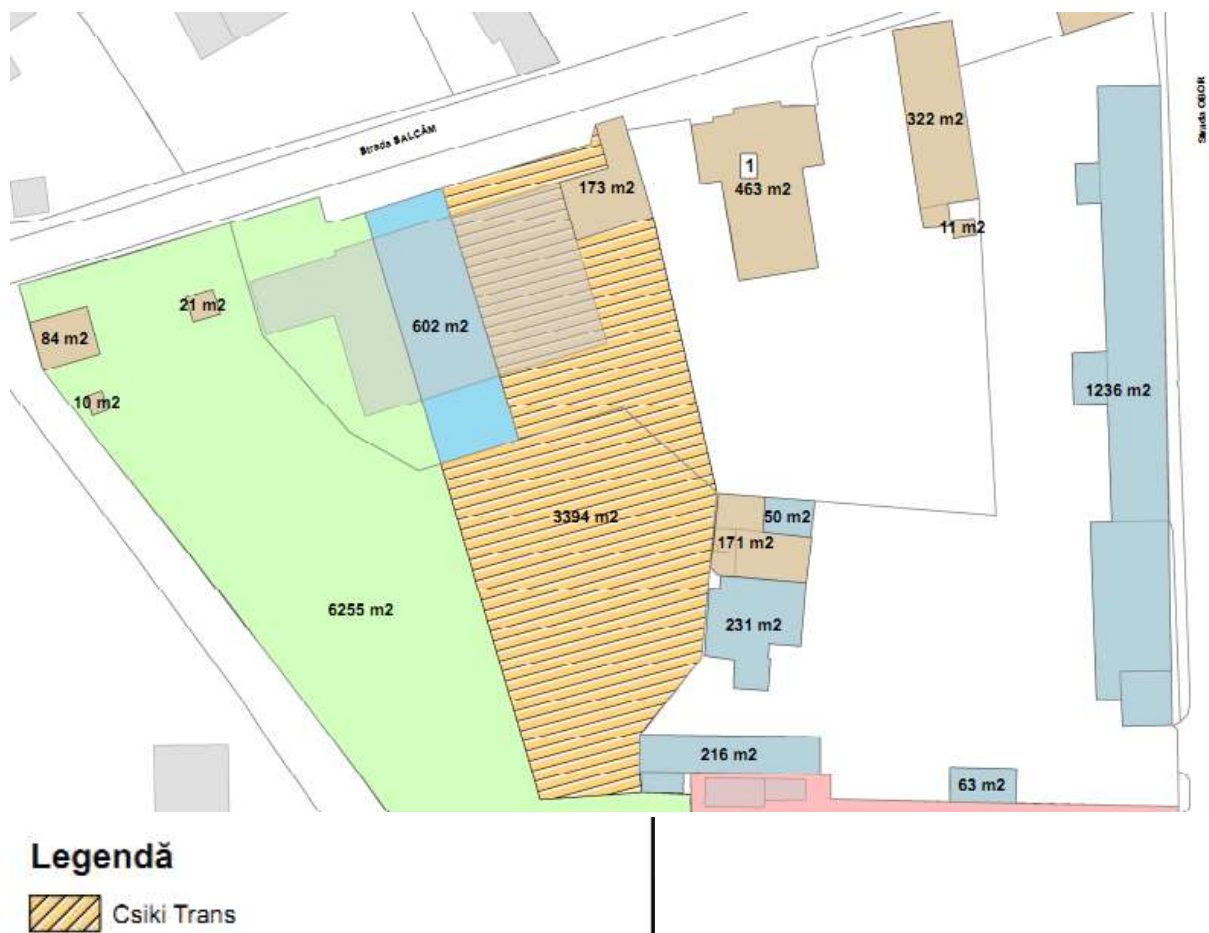 Strada SALCÂM
Strada OBOR
322 m2
173 m2
1
463 m2
11 m2
21 m2
602 m2
84 m2
10 m2
1236 m2
3394 m2
50 m2
171 m2
6255 m2
231 m2
216 m2
63 m2
Legendă
Csiki Trans